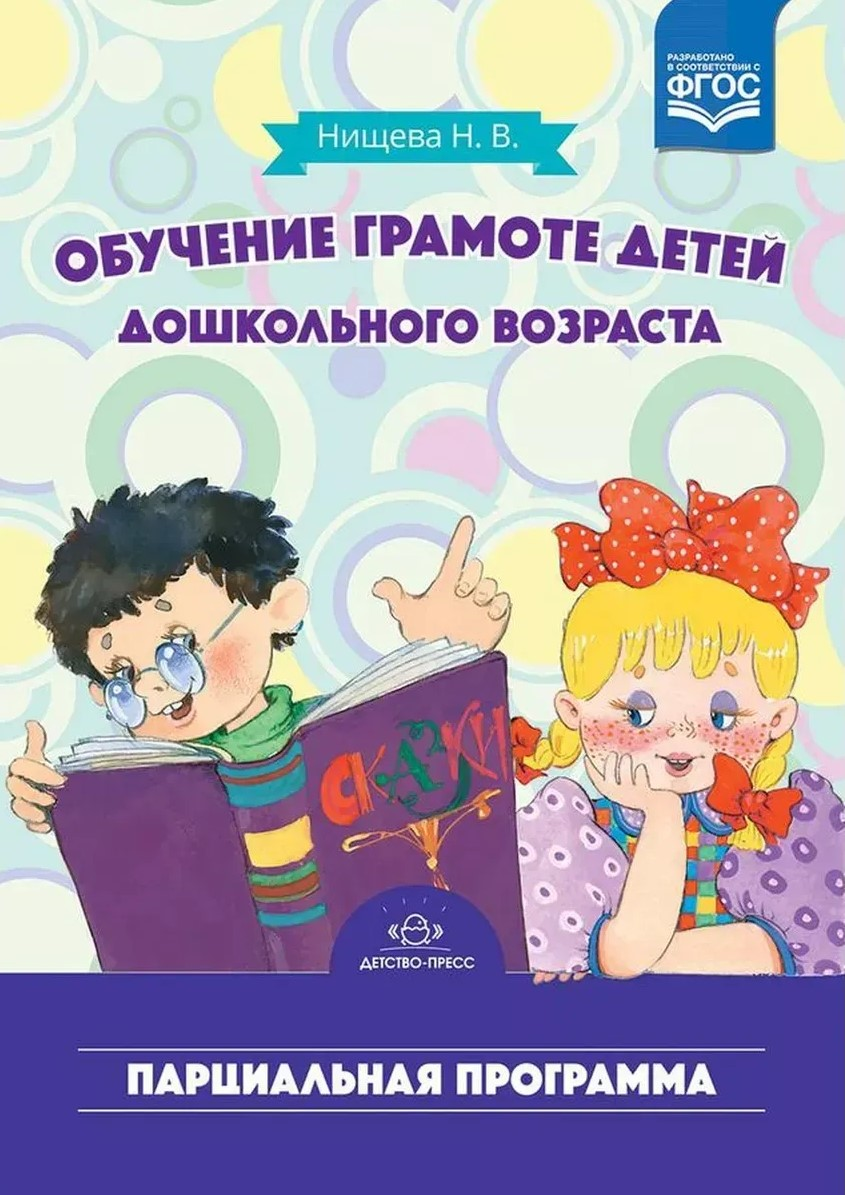 РАЗРАБОТАНО
В СООТВЕТСТВИИ С
ФГОС
Нищева Н. В.
ОБУЧЕНИЕ ГРАМОТЕ ДЕТЕЙ
ДОШКОЛЬНОГО ВОЗРАСТА
СКАЗКИ
ДЕТСТВО-ПРЕСС
ПАРЦИАЛЬНАЯ ПРОГРАММА